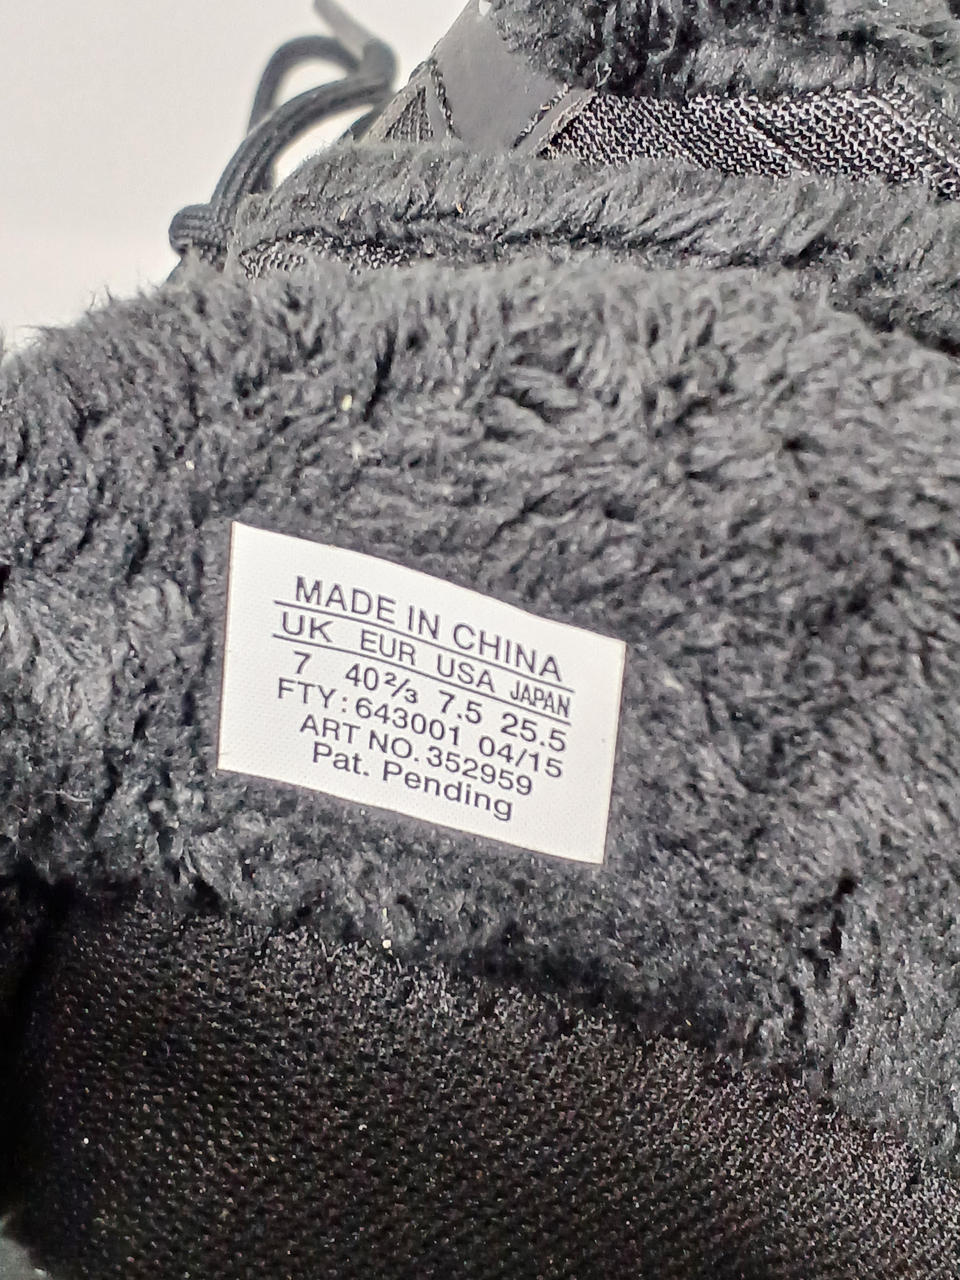 MADE IN CHINA
UK EUR USA JAPAN
7 40⅔ 7.5 25.5
FTY: 643001 04/15
ART NO. 352959
Pat. Pending